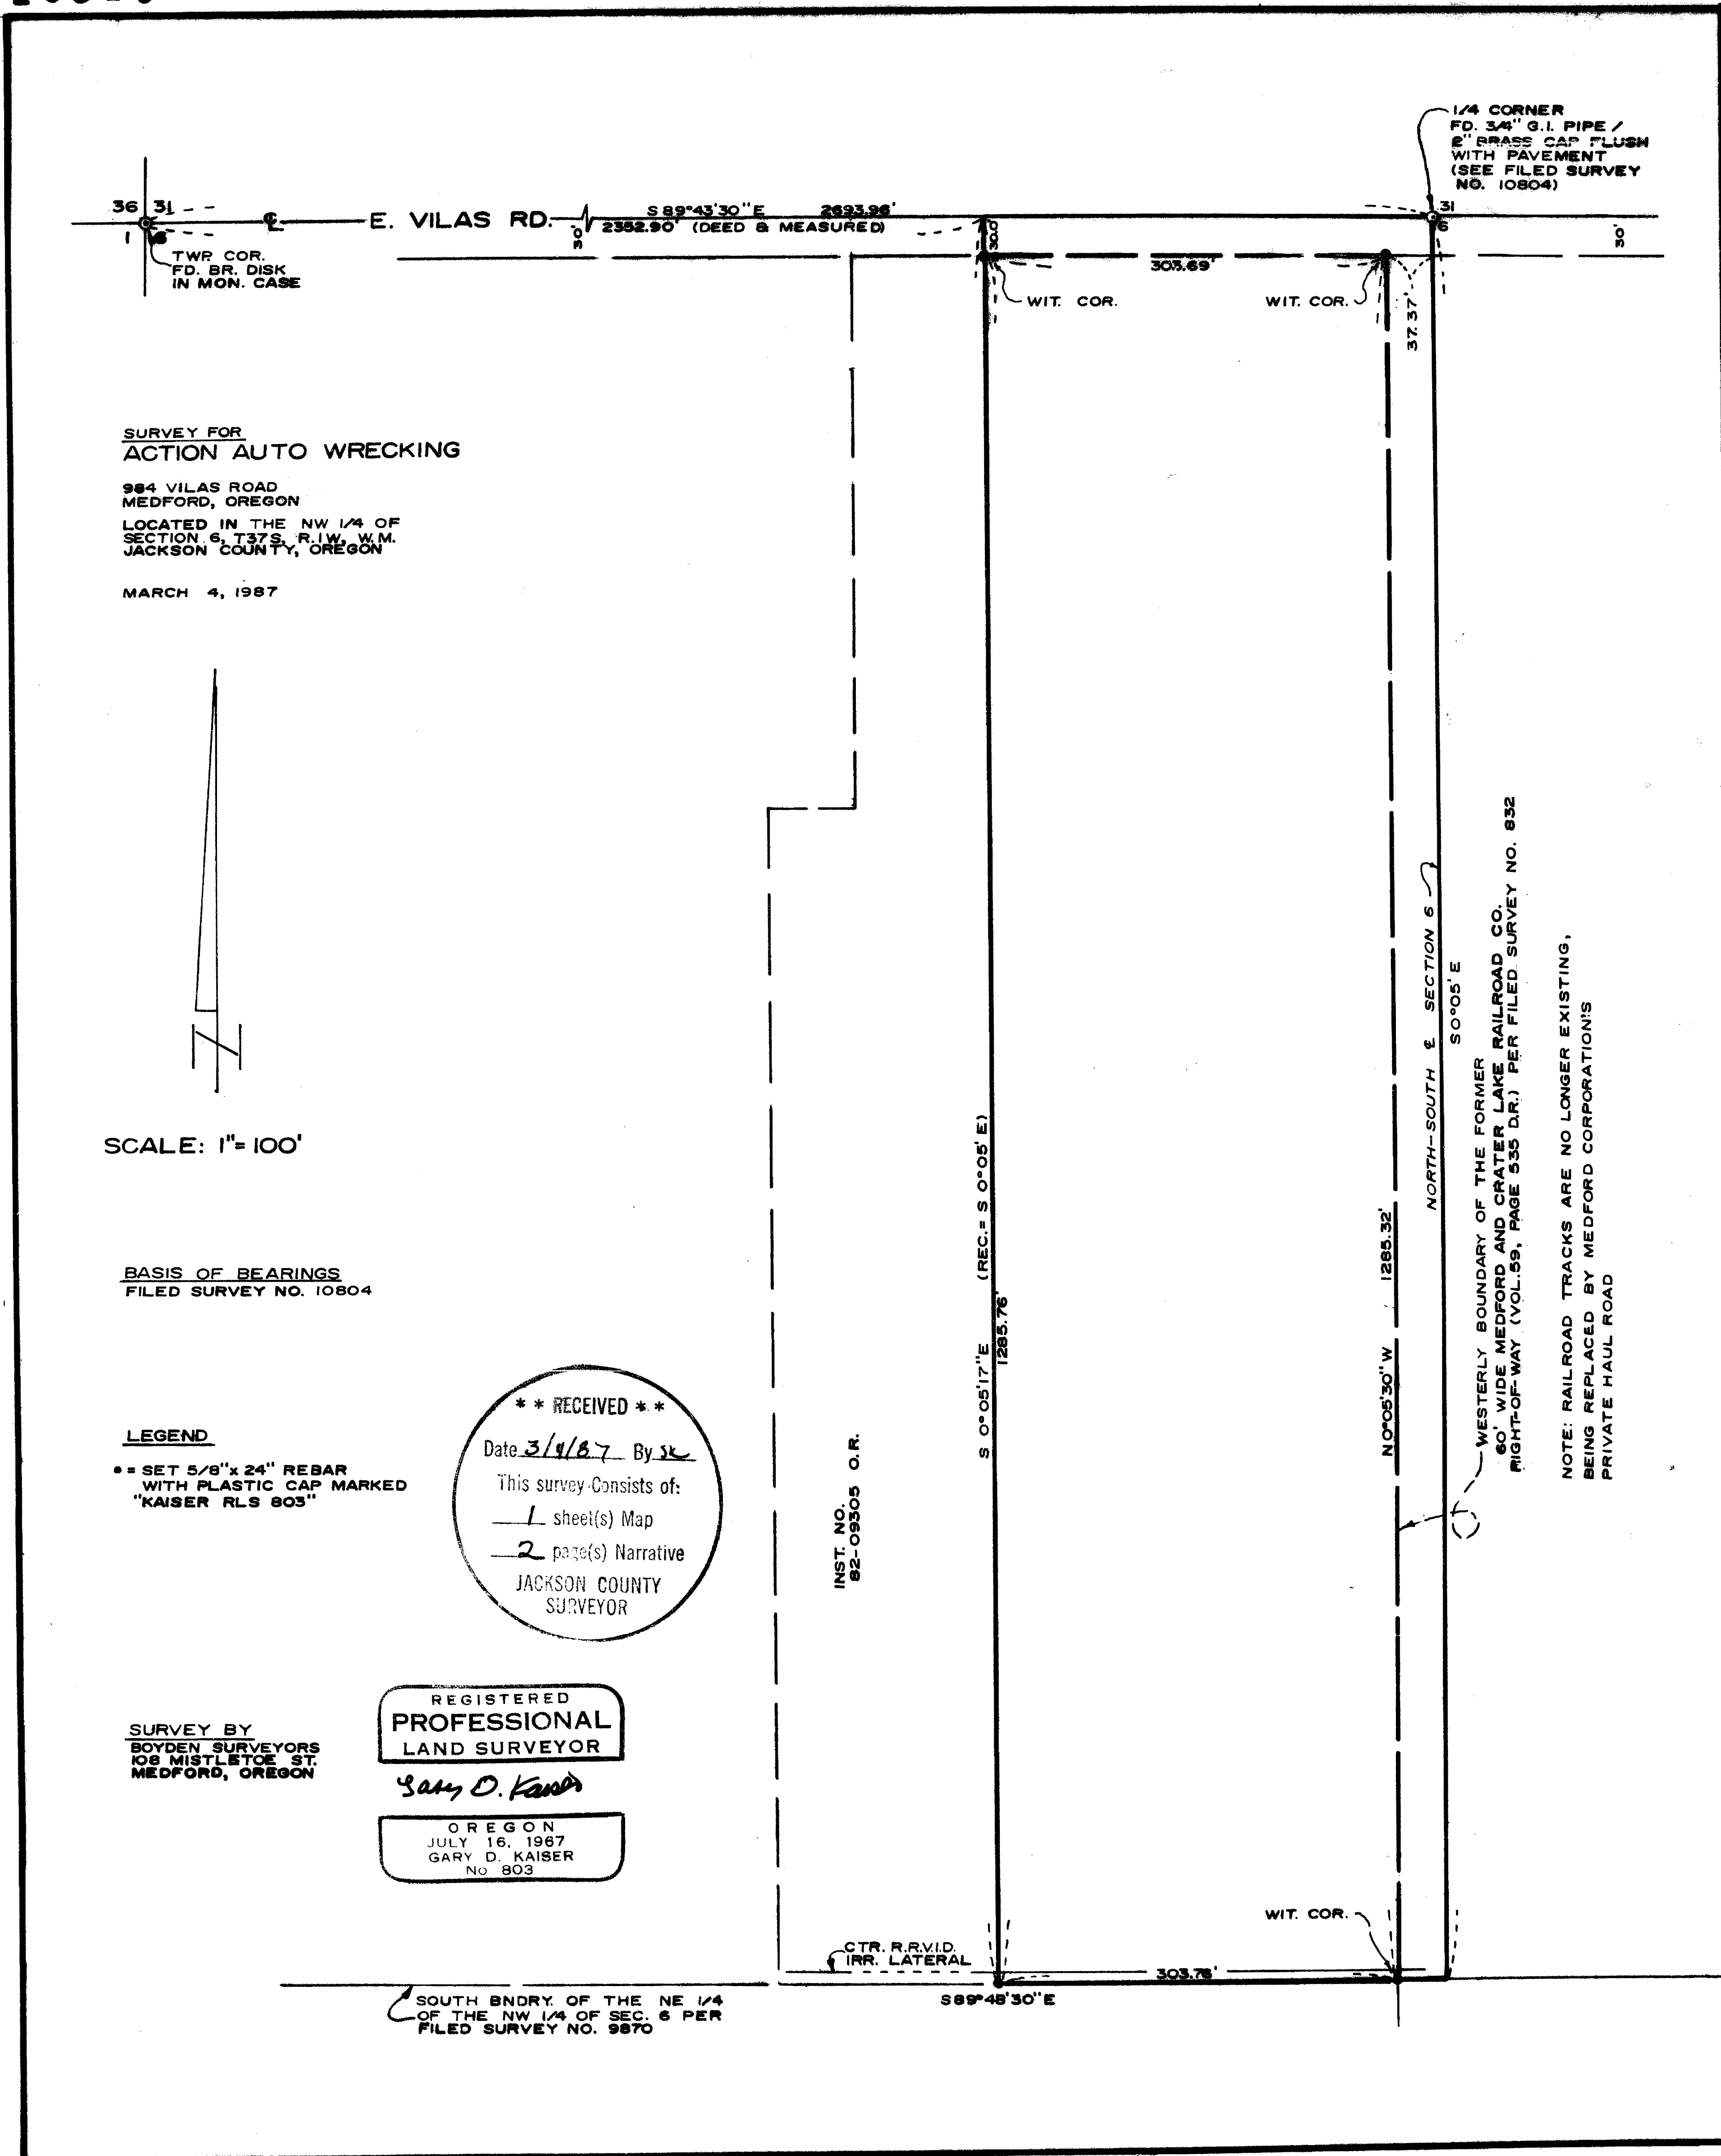 1/4 CORNER
FD. 3/4" G.I. PIPE /
2" BRASS CAP FLUSH
WITH PAVEMENT
(SEE FILED SURVEY
NO. 10804)
36 31
1 6
TWP. COR.
FD. BR. DISK
IN MON. CASE
℄
E. VILAS RD.
30'
S 89°43'30" E 2693.96'
2352.90' (DEED & MEASURED)
30.0
31
6
30'
303.69'
WIT. COR.
WIT. COR.
37.37'
SURVEY FOR
ACTION AUTO WRECKING
984 VILAS ROAD
MEDFORD, OREGON
LOCATED IN THE NW 1/4 OF
SECTION 6, T37S, R.1W, W.M.
JACKSON COUNTY, OREGON
MARCH 4, 1987
N
SCALE: 1"= 100'
BASIS OF BEARINGS
FILED SURVEY NO. 10804
LEGEND
• = SET 5/8" x 24" REBAR
WITH PLASTIC CAP MARKED
"KAISER RLS 803"
* * RECEIVED * *
Date 3/9/87 By SK
This survey Consists of:
1 sheet(s) Map
2 page(s) Narrative
JACKSON COUNTY
SURVEYOR
SURVEY BY
BOYDEN SURVEYORS
108 MISTLETOE ST.
MEDFORD, OREGON
REGISTERED
PROFESSIONAL
LAND SURVEYOR
Gary D. Kaiser
OREGON
JULY 16, 1967
GARY D. KAISER
No 803
INST. NO.
82-09305 O.R.
S 0°05'17" E (REC.= S 0°05' E)
1285.76'
N 0°05'30" W 1285.32'
NORTH-SOUTH ℄ SECTION 6
S 0°05' E
WESTERLY BOUNDARY OF THE FORMER
60' WIDE MEDFORD AND CRATER LAKE RAILROAD CO.
RIGHT-OF-WAY (VOL. 59, PAGE 535 D.R.) PER FILED SURVEY NO. 832
NOTE: RAILROAD TRACKS ARE NO LONGER EXISTING,
BEING REPLACED BY MEDFORD CORPORATION'S
PRIVATE HAUL ROAD
WIT. COR.
CTR. R.R.V.I.D.
IRR. LATERAL
303.76'
S 89°48'30" E
SOUTH BNDRY. OF THE NE 1/4
OF THE NW 1/4 OF SEC. 6 PER
FILED SURVEY NO. 9870